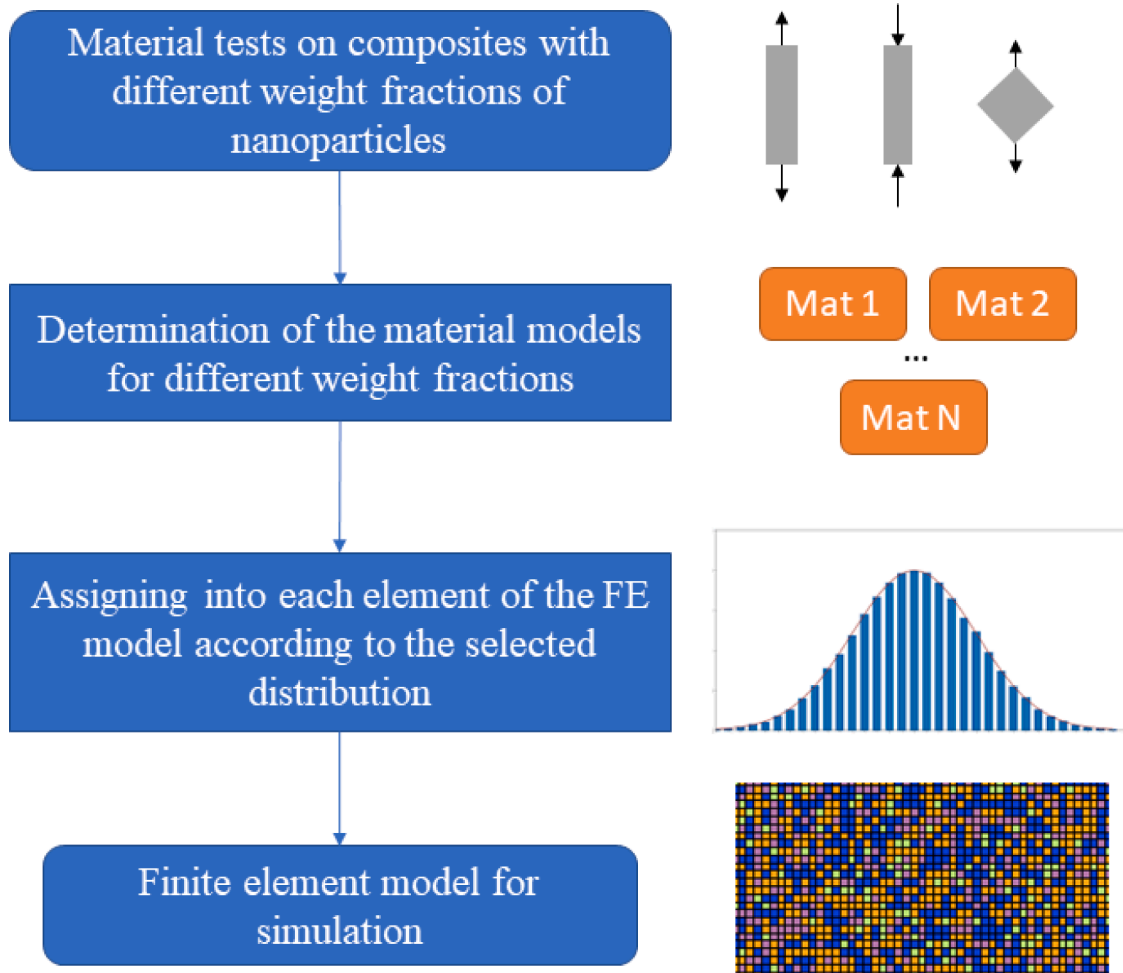 Material tests on composites with
different weight fractions of
nanoparticles
Determination of the material models
for different weight fractions
Mat 1
Mat 2
...
Mat N
Assigning into each element of the FE
model according to the selected
distribution
Finite element model for
simulation